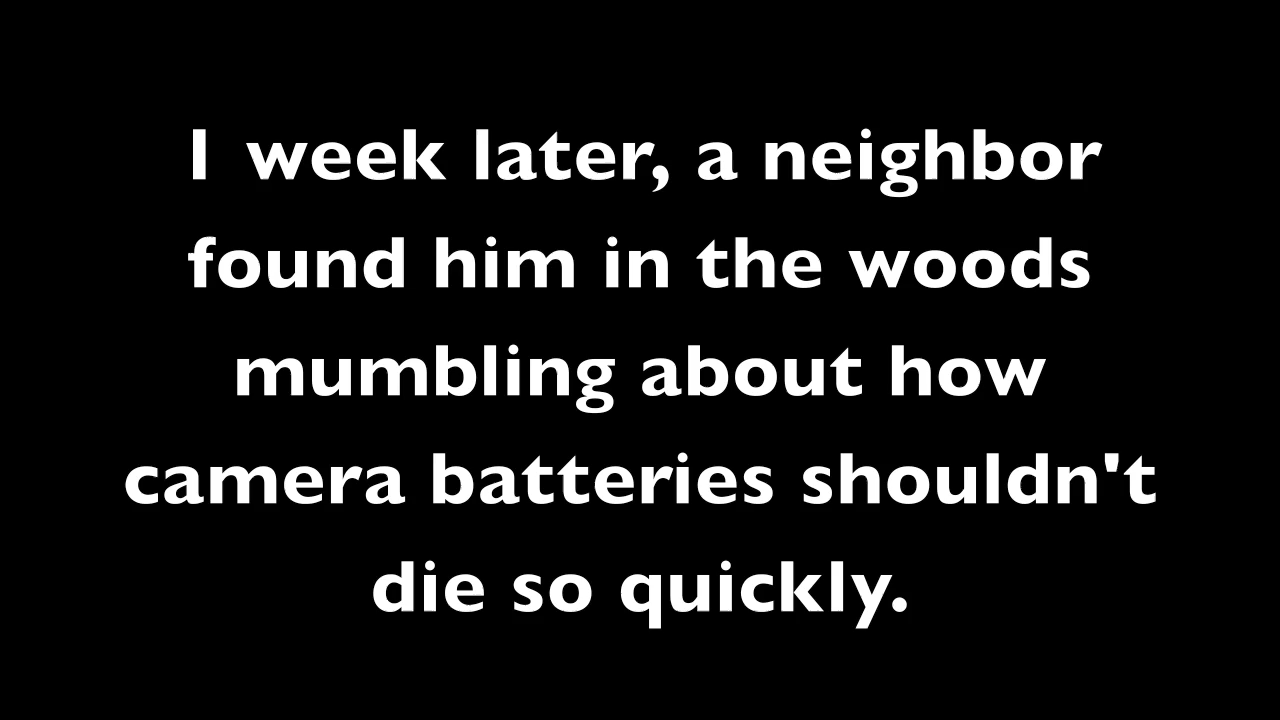 1 week later, a neighbor
found him in the woods
mumbling about how
camera batteries shouldn't
die so quickly.